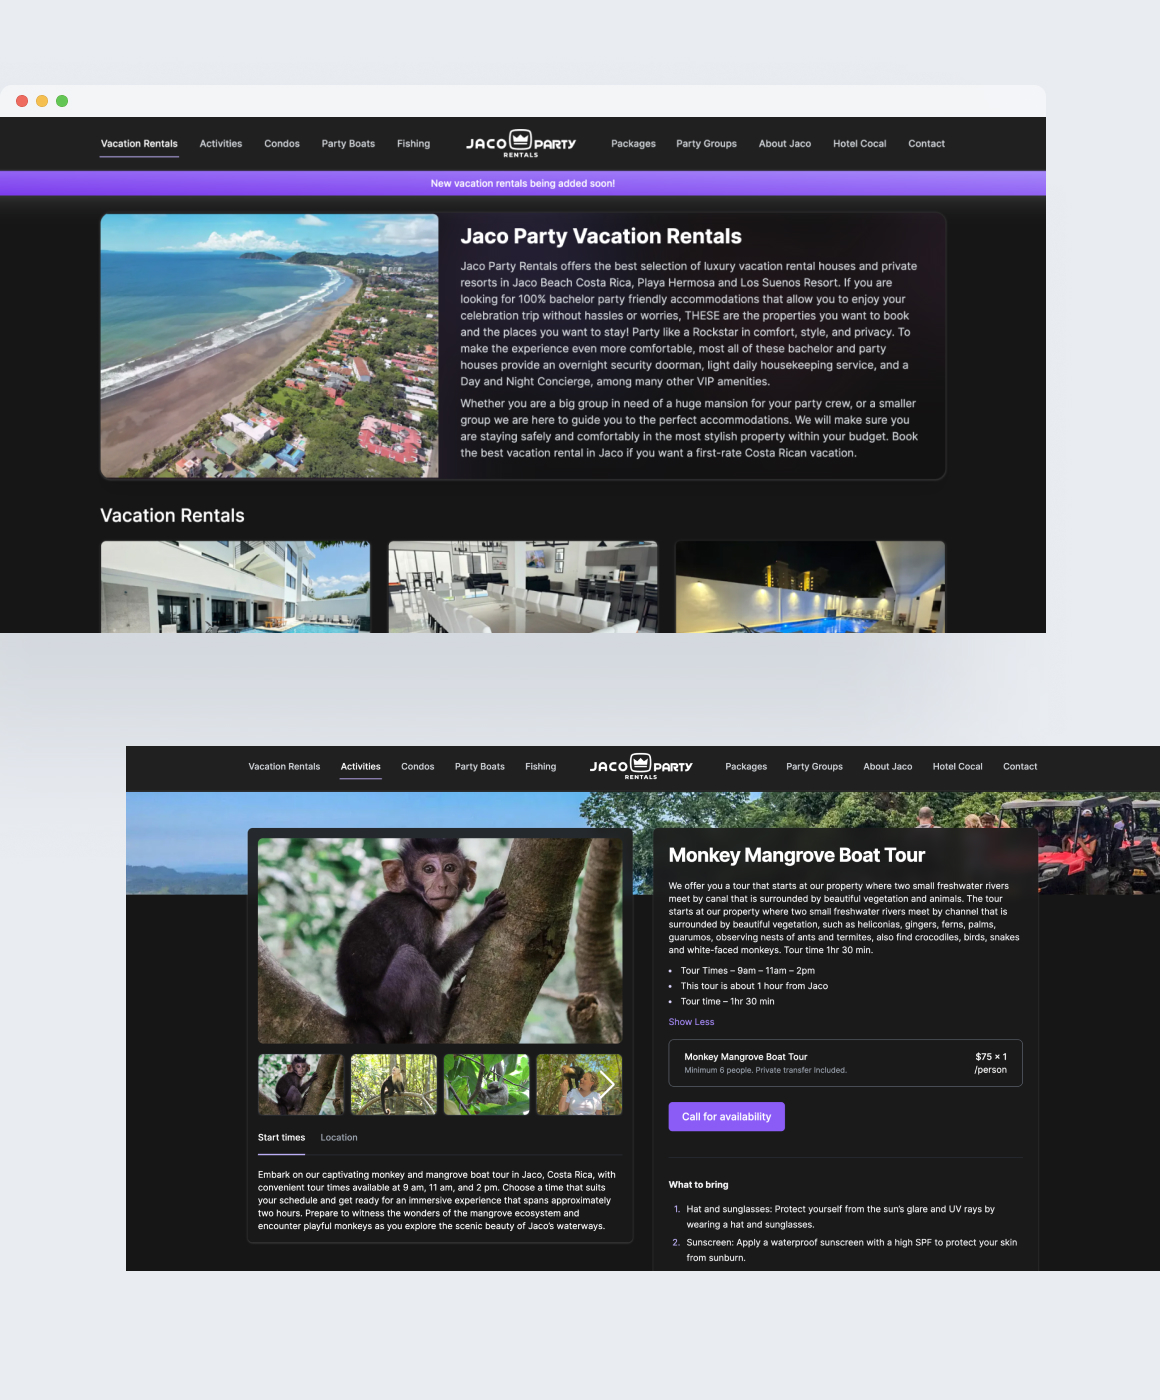 Vacation Rentals Activities Condos Party Boats Fishing JACO PARTY RENTALS Packages Party Groups About Jaco Hotel Cocal Contact
New vacation rentals being added soon!
Jaco Party Vacation Rentals
Jaco Party Rentals offers the best selection of luxury vacation rental houses and private
resorts in Jaco Beach Costa Rica, Playa Hermosa and Los Suenos Resort. If you are
looking for 100% bachelor party friendly accommodations that allow you to enjoy your
celebration trip without hassles or worries, THESE are the properties you want to book
and the places you want to stay! Party like a Rockstar in comfort, style, and privacy. To
make the experience even more comfortable, most all of these bachelor and party
houses provide an overnight security doorman, light daily housekeeping service, and a
Day and Night Concierge, among many other VIP amenities.
Whether you are a big group in need of a huge mansion for your party crew, or a smaller
group we are here to guide you to the perfect accommodations. We will make sure you
are staying safely and comfortably in the most stylish property within your budget. Book
the best vacation rental in Jaco if you want a first-rate Costa Rican vacation.
Vacation Rentals
Vacation Rentals Activities Condos Party Boats Fishing JACO PARTY RENTALS Packages Party Groups About Jaco Hotel Cocal Contact
Monkey Mangrove Boat Tour
We offer you a tour that starts at our property where two small freshwater rivers
meet by canal that is surrounded by beautiful vegetation and animals. The tour
starts at our property where two small freshwater rivers meet by channel that is
surrounded by beautiful vegetation, such as heliconias, gingers, ferns, palms,
guarumos, observing nests of ants and termites, also find crocodiles, birds, snakes
and white-faced monkeys. Tour time 1hr 30 min.
• Tour Times – 9am – 11am – 2pm
• This tour is about 1 hour from Jaco
• Tour time – 1hr 30 min
Show Less
Monkey Mangrove Boat Tour $75 × 1
Minimum 6 people. Private transfer Included. /person
Call for availability
Start times Location
Embark on our captivating monkey and mangrove boat tour in Jaco, Costa Rica, with
convenient tour times available at 9 am, 11 am, and 2 pm. Choose a time that suits
your schedule and get ready for an immersive experience that spans approximately
two hours. Prepare to witness the wonders of the mangrove ecosystem and
encounter playful monkeys as you explore the scenic beauty of Jaco's waterways.
What to bring
1. Hat and sunglasses: Protect yourself from the sun's glare and UV rays by
wearing a hat and sunglasses.
2. Sunscreen: Apply a waterproof sunscreen with a high SPF to protect your skin
from sunburn.